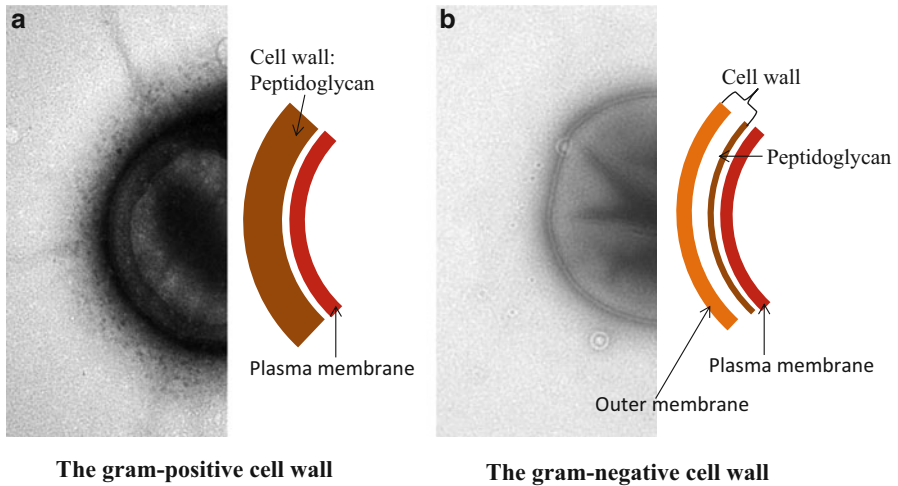 a
Cell wall:
Peptidoglycan
Plasma membrane
The gram-positive cell wall
b
Cell wall
Peptidoglycan
Plasma membrane
Outer membrane
The gram-negative cell wall